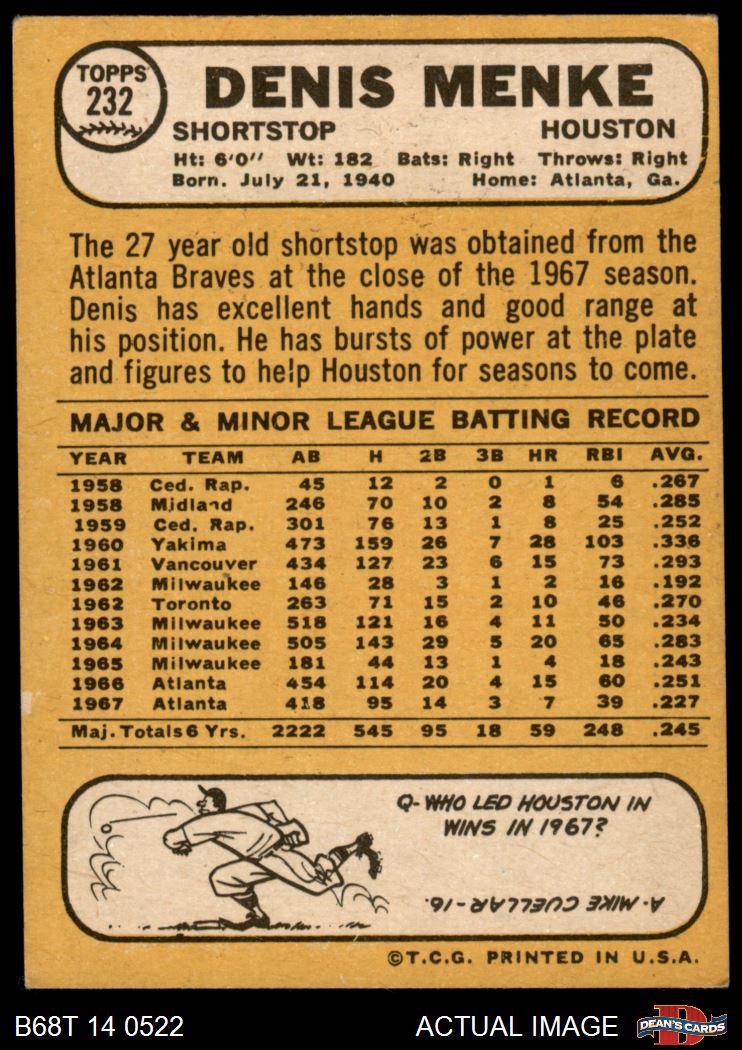 TOPPS
232
DENIS MENKE
SHORTSTOP HOUSTON
Ht: 6'0" Wt: 182 Bats: Right Throws: Right
Born. July 21, 1940 Home: Atlanta, Ga.
The 27 year old shortstop was obtained from the
Atlanta Braves at the close of the 1967 season.
Denis has excellent hands and good range at
his position. He has bursts of power at the plate
and figures to help Houston for seasons to come.
MAJOR & MINOR LEAGUE BATTING RECORD
YEAR TEAM AB H 2B 3B HR RBI AVG.
1958 Ced. Rap. 45 12 2 0 1 6 .267
1958 Midland 246 70 10 2 8 54 .285
1959 Ced. Rap. 301 76 13 1 8 25 .252
1960 Yakima 473 159 26 7 28 103 .336
1961 Vancouver 434 127 23 6 15 73 .293
1962 Milwaukee 146 28 3 1 2 16 .192
1962 Toronto 263 71 15 2 10 46 .270
1963 Milwaukee 518 121 16 4 11 50 .234
1964 Milwaukee 505 143 29 5 20 65 .283
1965 Milwaukee 181 44 13 1 4 18 .243
1966 Atlanta 454 114 20 4 15 60 .251
1967 Atlanta 418 95 14 3 7 39 .227
Maj. Totals 6 Yrs. 2222 545 95 18 59 248 .245
Q- WHO LED HOUSTON IN
WINS IN 1967?
A- MIKE CUELLAR - 16.
©T.C.G. PRINTED IN U.S.A.
B68T 14 0522 ACTUAL IMAGE DEAN'S CARDS